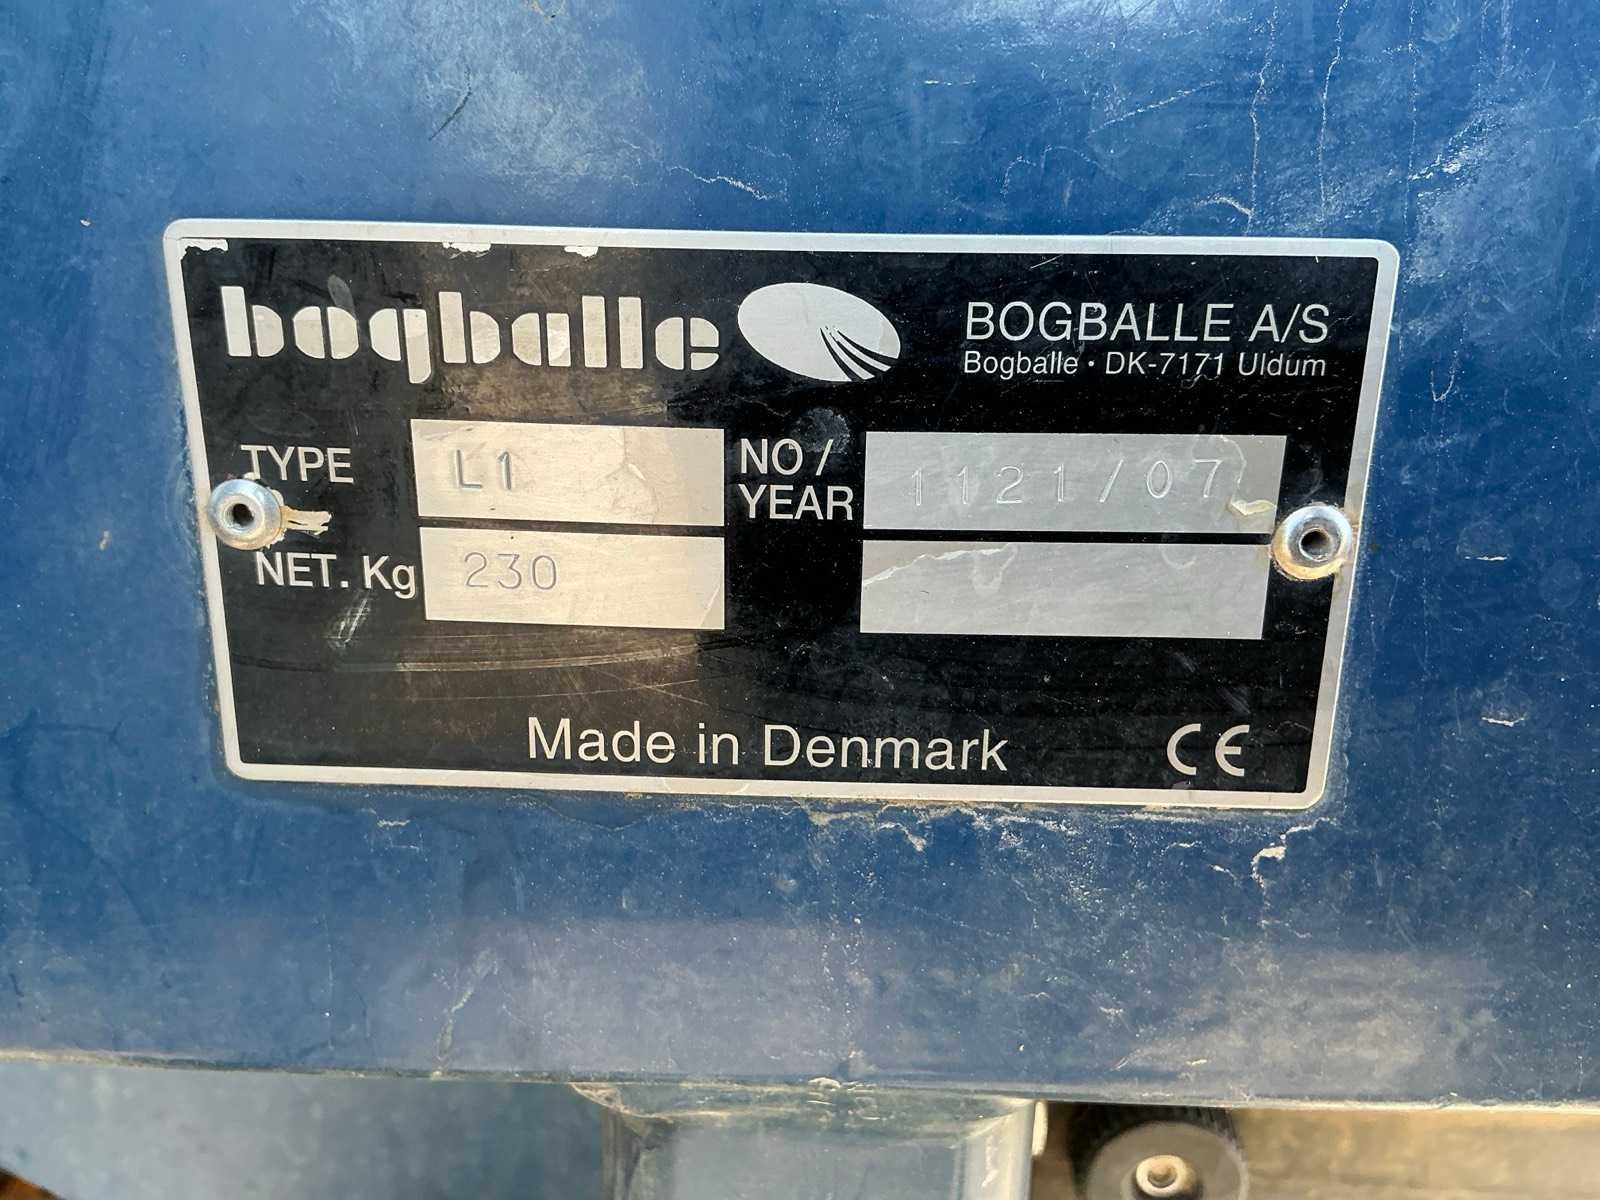 bogballe
BOGBALLE A/S
Bogballe • DK-7171 Uldum
TYPE L1
NO / YEAR 1121/07
NET. Kg 230
Made in Denmark CE